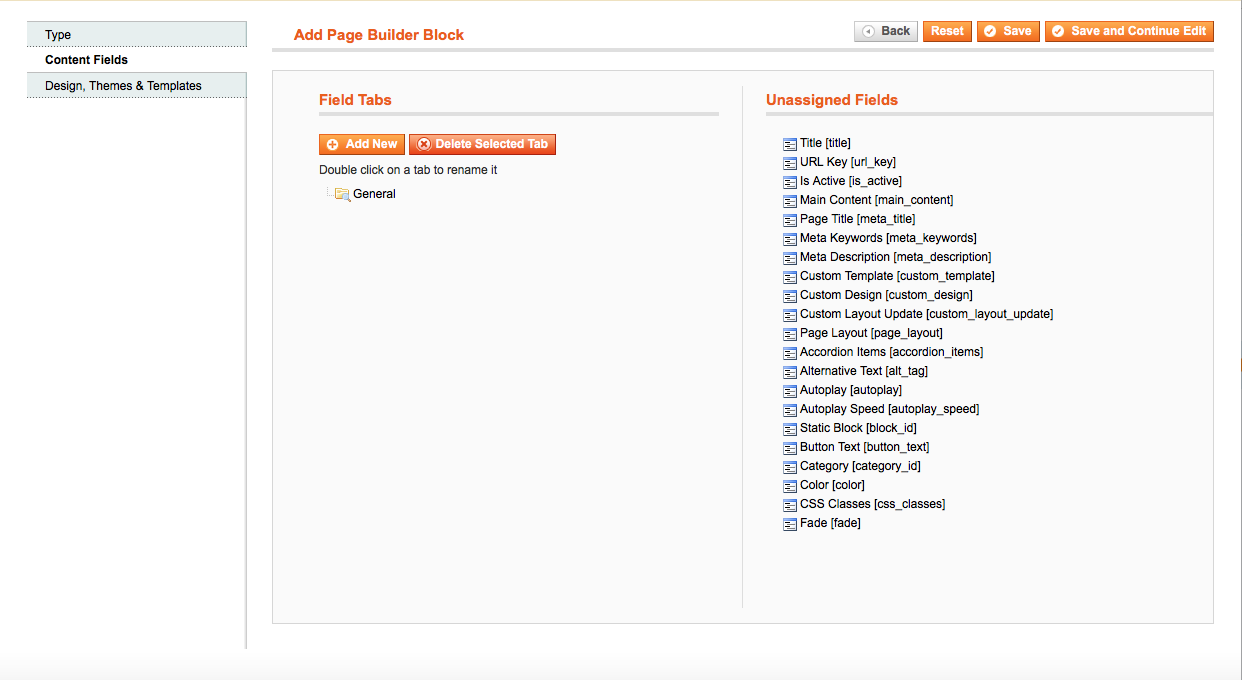 Type
Content Fields
Design, Themes & Templates
Add Page Builder Block
Back
Reset
Save
Save and Continue Edit
Field Tabs
Add New
Delete Selected Tab
Double click on a tab to rename it
General
Unassigned Fields
Title [title]
URL Key [url_key]
Is Active [is_active]
Main Content [main_content]
Page Title [meta_title]
Meta Keywords [meta_keywords]
Meta Description [meta_description]
Custom Template [custom_template]
Custom Design [custom_design]
Custom Layout Update [custom_layout_update]
Page Layout [page_layout]
Accordion Items [accordion_items]
Alternative Text [alt_tag]
Autoplay [autoplay]
Autoplay Speed [autoplay_speed]
Static Block [block_id]
Button Text [button_text]
Category [category_id]
Color [color]
CSS Classes [css_classes]
Fade [fade]